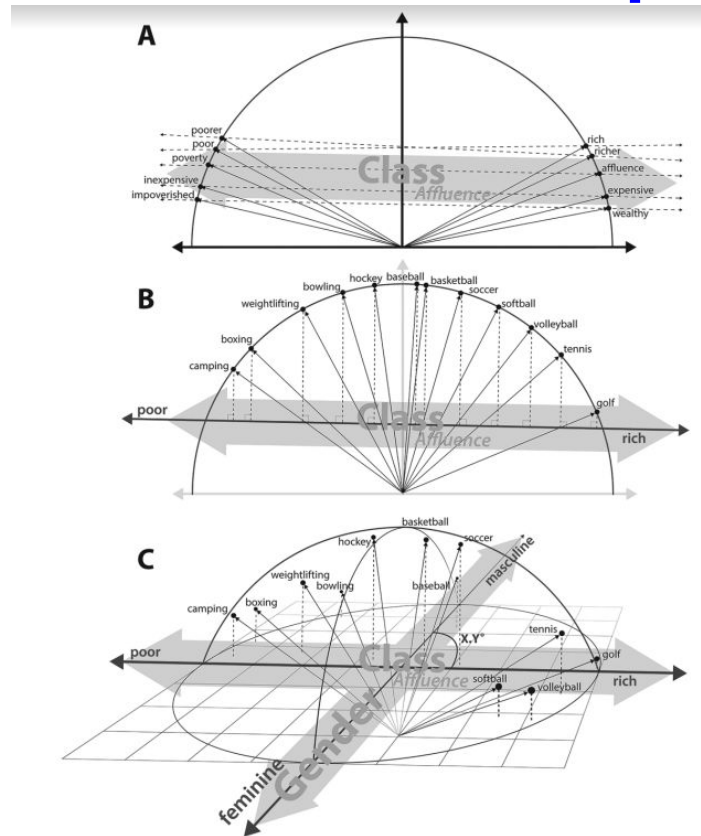 A
poorer
poor
poverty
inexpensive
impoverished
rich
richer
affluence
expensive
wealthy
Class
Affluence
B
camping
boxing
weightlifting
bowling
hockey
baseball
basketball
soccer
softball
volleyball
tennis
golf
poor
Class
Affluence
rich
C
camping
boxing
weightlifting
bowling
hockey
basketball
soccer
baseball
masculine
X,Y°
tennis
golf
poor
Class
Affluence
rich
softball
volleyball
Gender
feminine